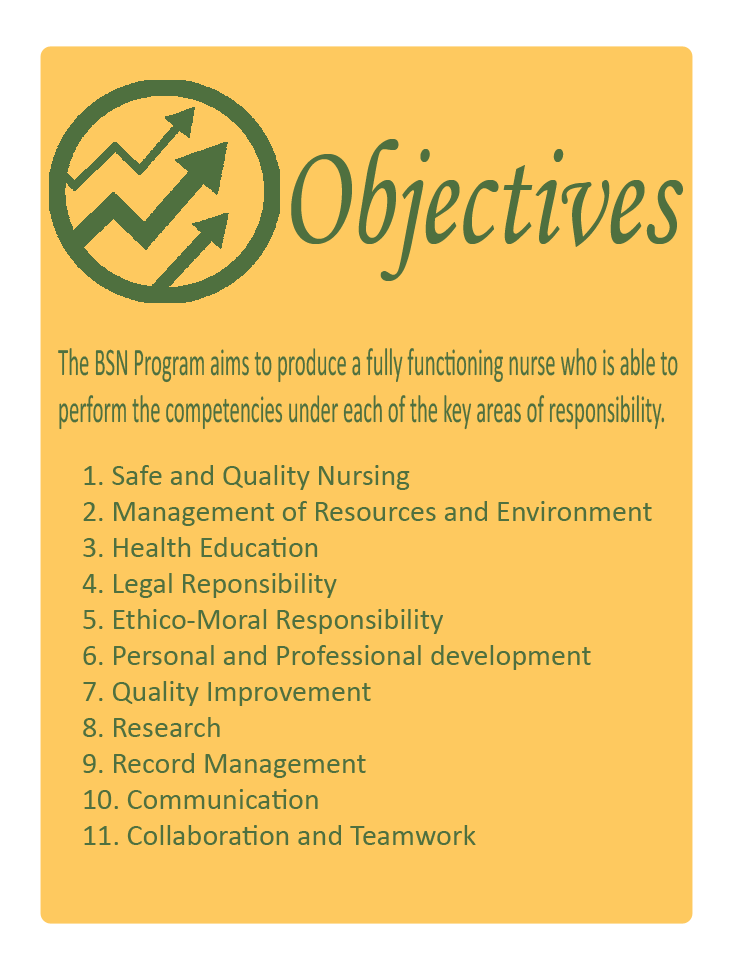 Objectives
The BSN Program aims to produce a fully functioning nurse who is able to
perform the competencies under each of the key areas of responsibility.
1. Safe and Quality Nursing
2. Management of Resources and Environment
3. Health Education
4. Legal Reponsibility
5. Ethico-Moral Responsibility
6. Personal and Professional development
7. Quality Improvement
8. Research
9. Record Management
10. Communication
11. Collaboration and Teamwork